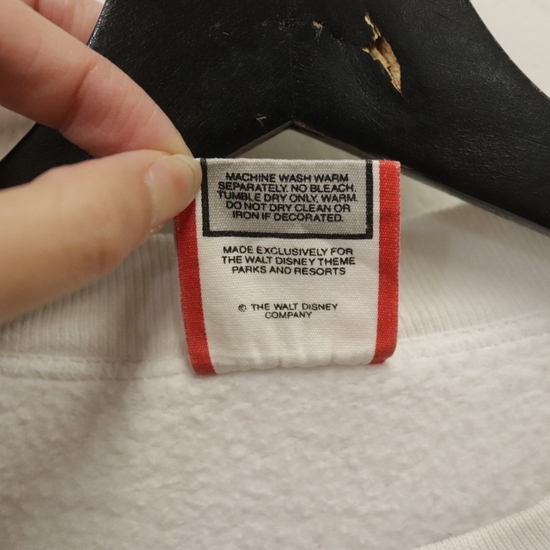 MACHINE WASH WARM
SEPARATELY. NO BLEACH.
TUMBLE DRY ONLY, WARM.
DO NOT DRY CLEAN OR
IRON IF DECORATED.
MADE EXCLUSIVELY FOR
THE WALT DISNEY THEME
PARKS AND RESORTS
© THE WALT DISNEY
COMPANY